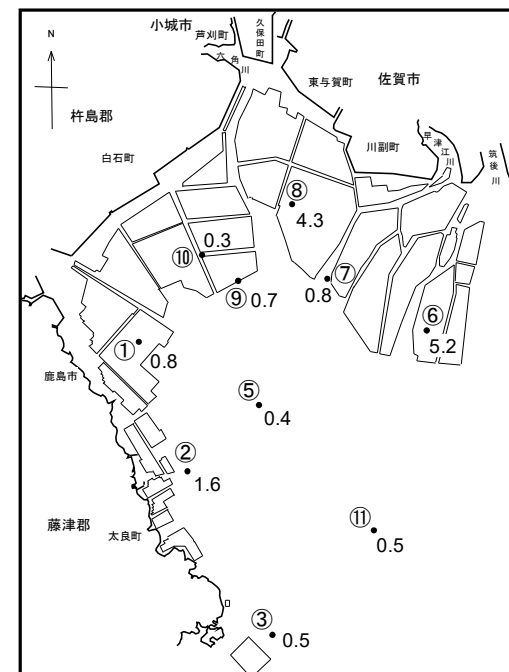 小城市
久保田町
芦刈町
N
六角川
東与賀町
佐賀市
杵島郡
早津江川
川副町
筑後川
白石町
⑧
4.3
0.3
⑩
⑦
⑨
0.7
0.8
⑥
5.2
①
0.8
鹿島市
⑤
0.4
②
1.6
⑪
0.5
藤津郡
太良町
③
0.5